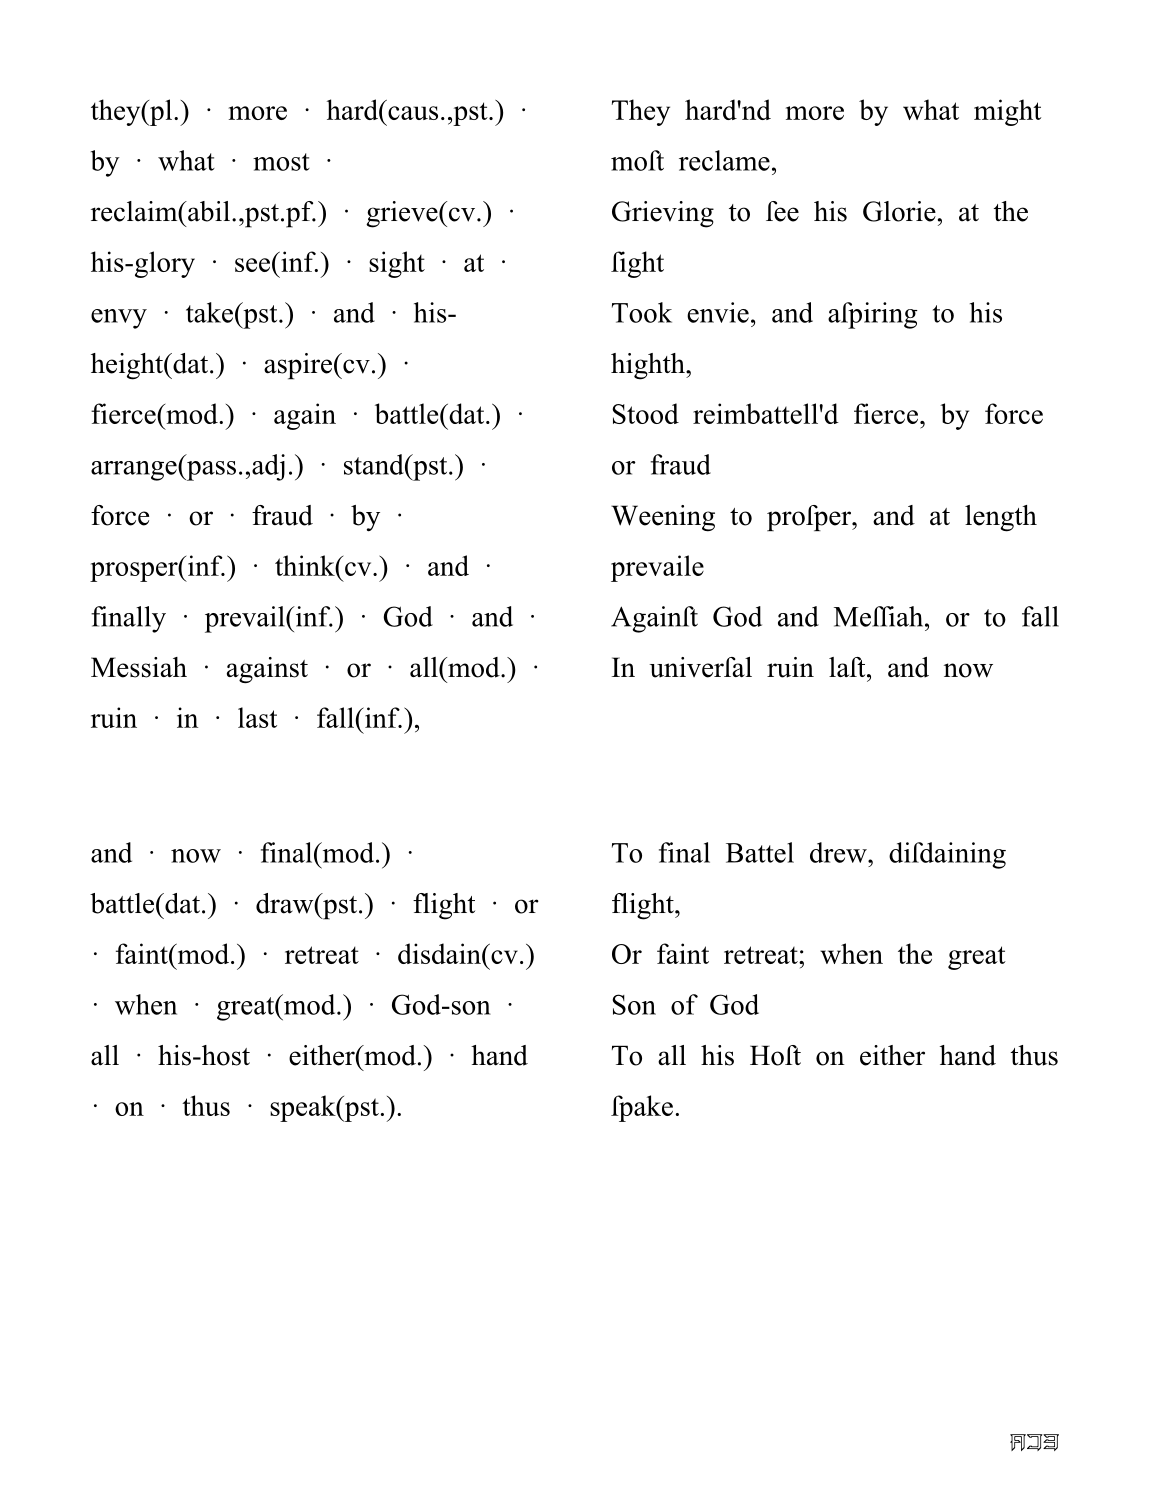 they(pl.) · more · hard(caus.,pst.) ·
by · what · most ·
reclaim(abil.,pst.pf.) · grieve(cv.) ·
his-glory · see(inf.) · sight · at ·
envy · take(pst.) · and · his-
height(dat.) · aspire(cv.) ·
fierce(mod.) · again · battle(dat.) ·
arrange(pass.,adj.) · stand(pst.) ·
force · or · fraud · by ·
prosper(inf.) · think(cv.) · and ·
finally · prevail(inf.) · God · and ·
Messiah · against · or · all(mod.) ·
ruin · in · last · fall(inf.),
They hard'nd more by what might
moſt reclame,
Grieving to ſee his Glorie, at the
ſight
Took envie, and aſpiring to his
highth,
Stood reimbattell'd fierce, by force
or fraud
Weening to proſper, and at length
prevaile
Againſt God and Meſſiah, or to fall
In univerſal ruin laſt, and now
and · now · final(mod.) ·
battle(dat.) · draw(pst.) · flight · or
· faint(mod.) · retreat · disdain(cv.)
· when · great(mod.) · God-son ·
all · his-host · either(mod.) · hand
· on · thus · speak(pst.).
To final Battel drew, diſdaining
flight,
Or faint retreat; when the great
Son of God
To all his Hoſt on either hand thus
ſpake.